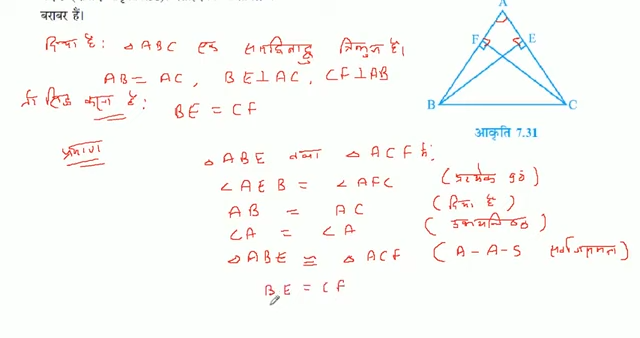 बराबर हैं।
दिया है: △ABC एक समद्विबाहु त्रिभुज है।
AB = AC, BE⊥AC, CF⊥AB
सिद्ध करना है: BE = CF
A
F E
B C
आकृति 7.31
प्रमाण
△ABE तथा △ACF में:
∠AEB = ∠AFC (प्रत्येक 90)
AB = AC (दिया है)
∠A = ∠A (उभयनिष्ठ)
△ABE ≅ △ACF (A-A-S सर्वांगसमता)
BE = CF